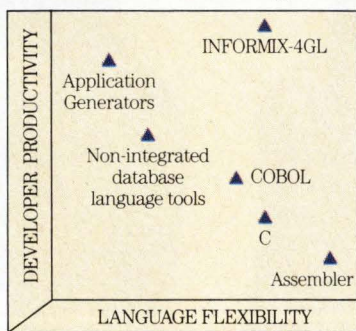 DEVELOPER PRODUCTIVITY
INFORMIX-4GL
Application
Generators
Non-integrated
database
language tools
COBOL
C
Assembler
LANGUAGE FLEXIBILITY